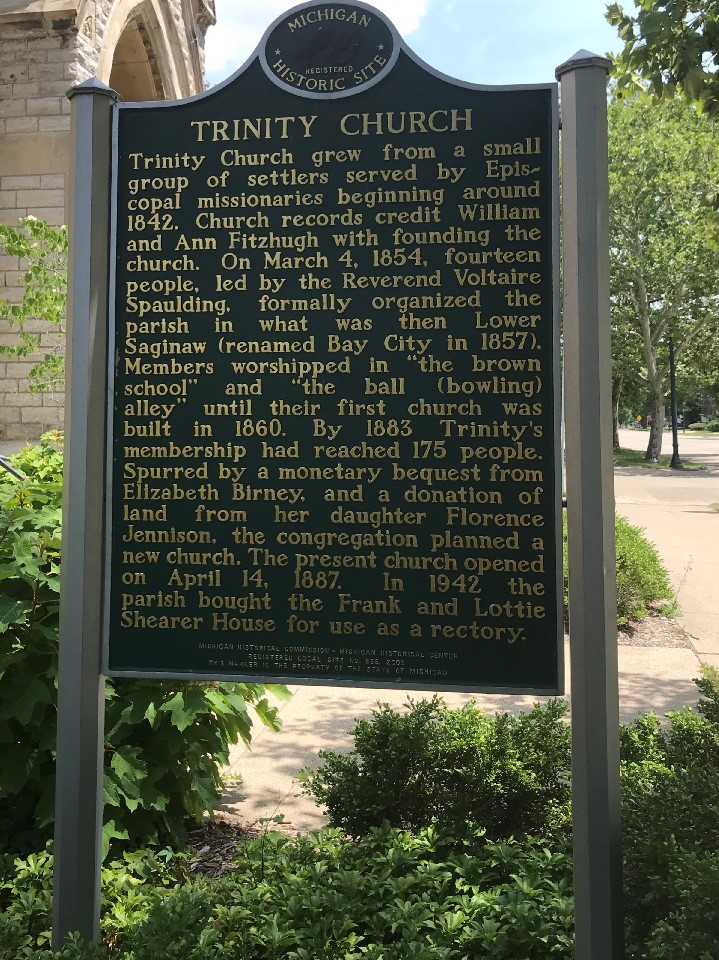 MICHIGAN
REGISTERED
HISTORIC SITE
TRINITY CHURCH
Trinity Church grew from a small
group of settlers served by Epis-
copal missionaries beginning around
1842. Church records credit William
and Ann Fitzhugh with founding the
church. On March 4, 1854, fourteen
people, led by the Reverend Voltaire
Spaulding, formally organized the
parish in what was then Lower
Saginaw (renamed Bay City in 1857).
Members worshipped in “the brown
school” and “the ball (bowling)
alley” until their first church was
built in 1860. By 1883 Trinity's
membership had reached 175 people.
Spurred by a monetary bequest from
Elizabeth Birney, and a donation of
land from her daughter Florence
Jennison, the congregation planned a
new church. The present church opened
on April 14, 1887. In 1942 the
parish bought the Frank and Lottie
Shearer House for use as a rectory.
MICHIGAN HISTORICAL COMMISSION - MICHIGAN HISTORICAL CENTER
REGISTERED LOCAL SITE NO.
THIS MARKER IS THE PROPERTY OF THE STATE OF MICHIGAN